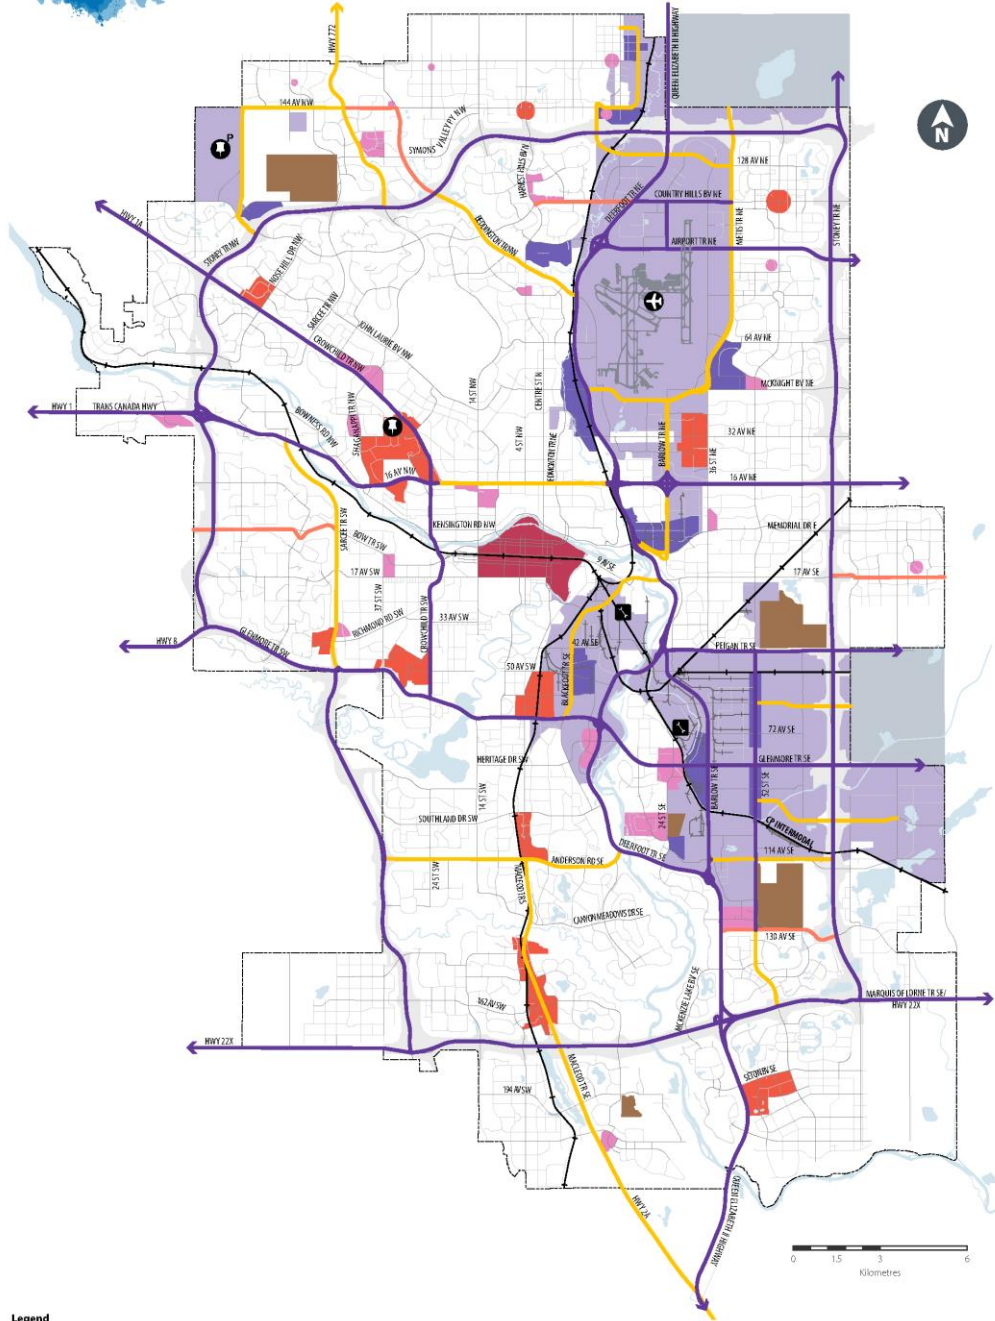 HWY 772
QUEEN ELIZABETH II HIGHWAY
144 AV NW
SYMONS VALLEY PY NW
HARVEST HILLS BV N
128 AV NE
COUNTRY HILLS BV NE
DEERFOOT TR NE
METIS TR NE
STONEY TR NE
AIRPORT TR NE
BEDDINGTON TR NW
HWY 1A
STONEY TR NW
NOSE HILL DR NW
SARCEE TR NW
JOHN LAURIE BV NW
CROWCHILD TR NW
64 AV NE
MCKNIGHT BV NE
14 ST NW
CENTRE ST N
HWY 1
TRANS CANADA HWY
BOWNESS RD NW
SHAGANAPPI TR NW
4 ST NW
EDMONTON TR NE
BARLOW TR NE
32 AV NE
36 ST NE
16 AV NW
16 AV NE
KENSINGTON RD NW
MEMORIAL DR E
SARCEE TR SW
BOW TR SW
9 AV SE
17 AV SW
17 AV SE
37 ST SW
RICHMOND RD SW
CROWCHILD TR SW
33 AV SW
HWY 8
GLENMORE TR SW
42 AV SE
PEIGAN TR SE
50 AV SW
BLACKFOOT TR SE
72 AV SE
HERITAGE DR SW
GLENMORE TR SE
14 ST SW
BARLOW TR SE
52 ST SE
SOUTHLAND DR SW
24 ST SE
CP INTERMODAL
DEERFOOT TR SE
114 AV SE
24 ST SW
ANDERSON RD SE
CANYON MEADOWS DR SE
130 AV SE
162 AV SW
MCKENZIE LAKE BV SE
MARQUIS OF LORNE TR SE/
HWY 22X
HWY 22X
MACLEOD TR SE
SETON BV SE
194 AV SW
HWY 2A
QUEEN ELIZABETH II HIGHWAY
P
N
0 1.5 3 6
Kilometres
Legend